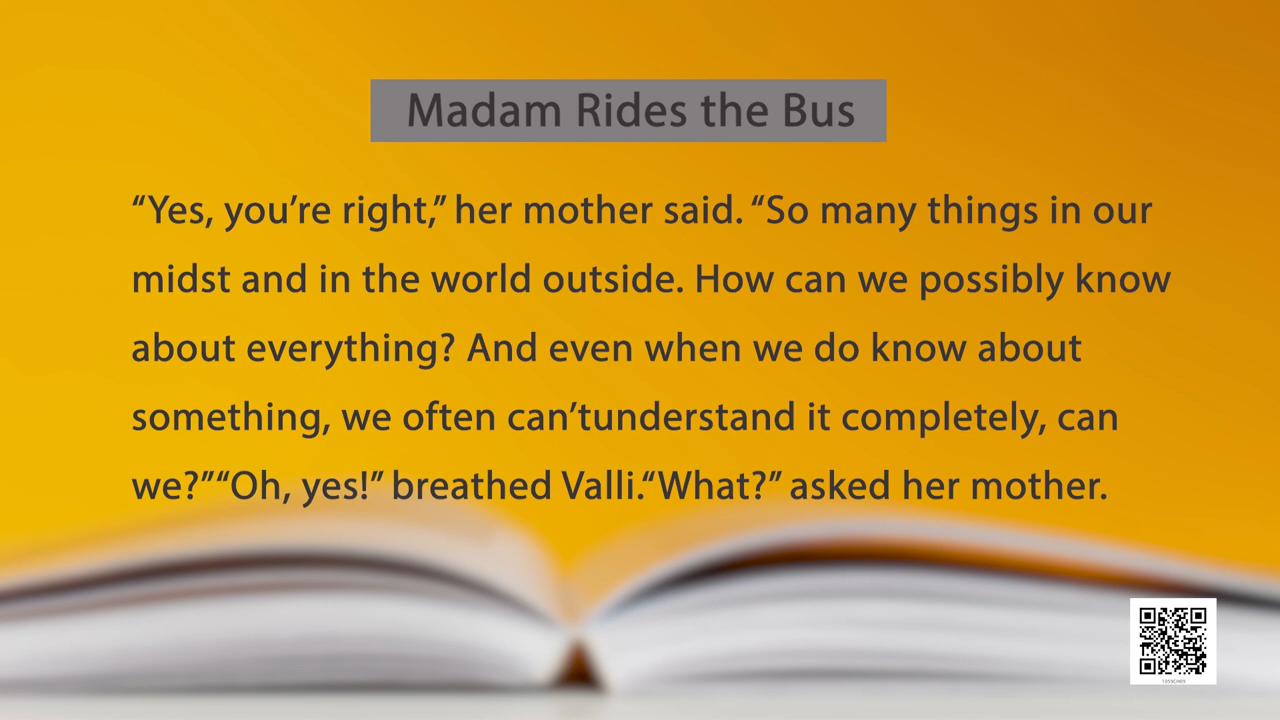 Madam Rides the Bus
“Yes, you’re right,” her mother said. “So many things in our
midst and in the world outside. How can we possibly know
about everything? And even when we do know about
something, we often can’tunderstand it completely, can
we?”“Oh, yes!” breathed Valli.“What?” asked her mother.